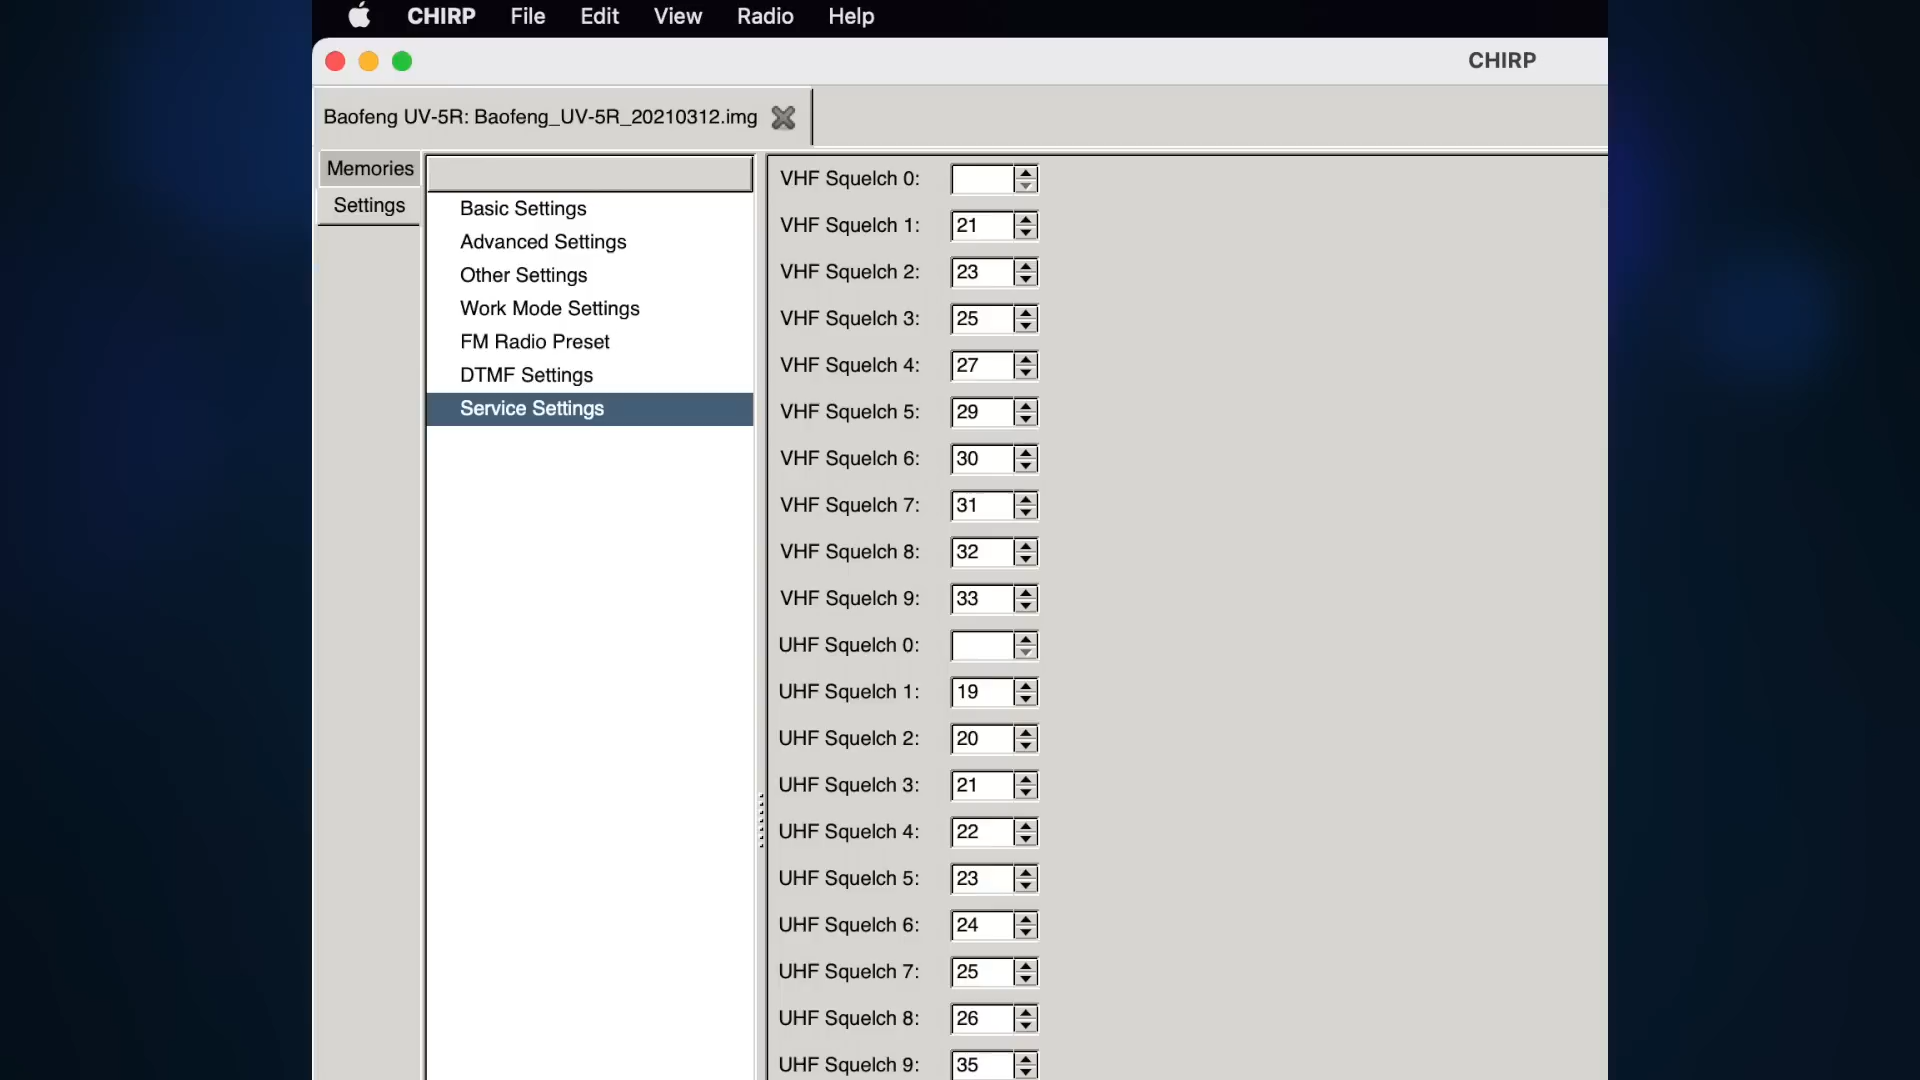 CHIRP File Edit View Radio Help
CHIRP
Baofeng UV-5R: Baofeng_UV-5R_20210312.img
Memories
Settings
Basic Settings
Advanced Settings
Other Settings
Work Mode Settings
FM Radio Preset
DTMF Settings
Service Settings
VHF Squelch 0:
VHF Squelch 1: 21
VHF Squelch 2: 23
VHF Squelch 3: 25
VHF Squelch 4: 27
VHF Squelch 5: 29
VHF Squelch 6: 30
VHF Squelch 7: 31
VHF Squelch 8: 32
VHF Squelch 9: 33
UHF Squelch 0:
UHF Squelch 1: 19
UHF Squelch 2: 20
UHF Squelch 3: 21
UHF Squelch 4: 22
UHF Squelch 5: 23
UHF Squelch 6: 24
UHF Squelch 7: 25
UHF Squelch 8: 26
UHF Squelch 9: 35